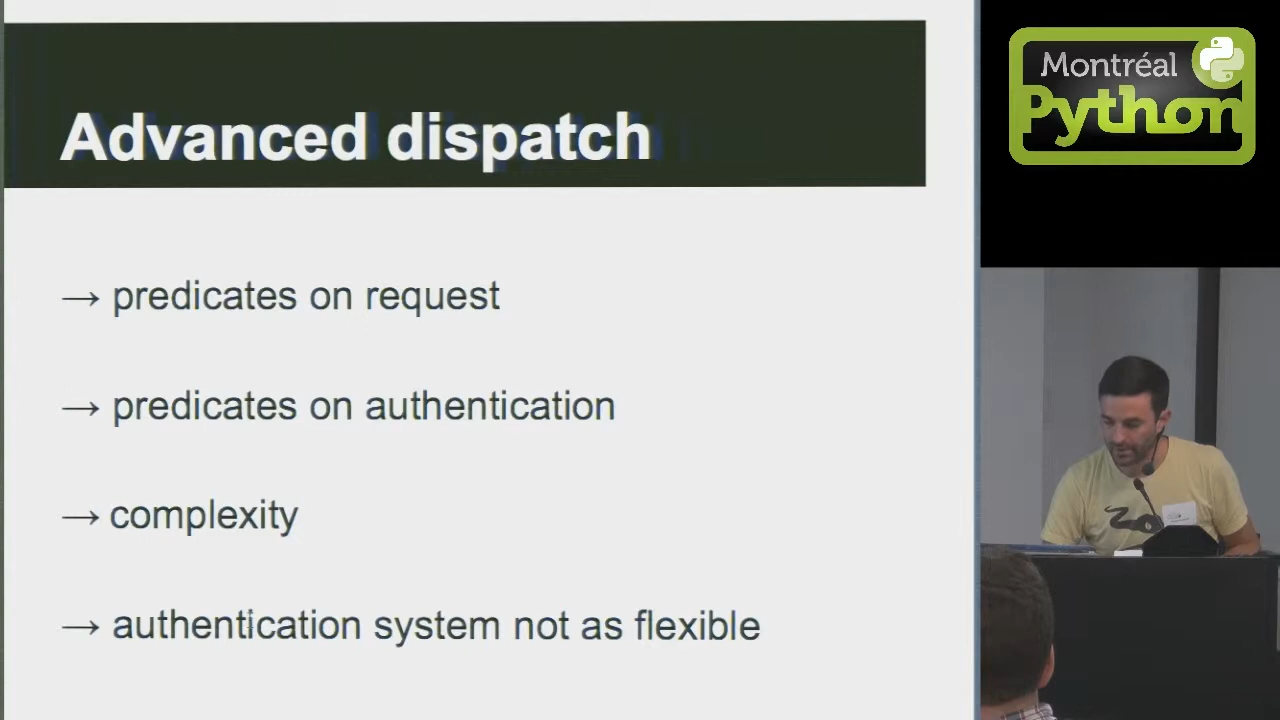 Advanced dispatch
→ predicates on request
→ predicates on authentication
→ complexity
→ authentication system not as flexible
Montréal
Python